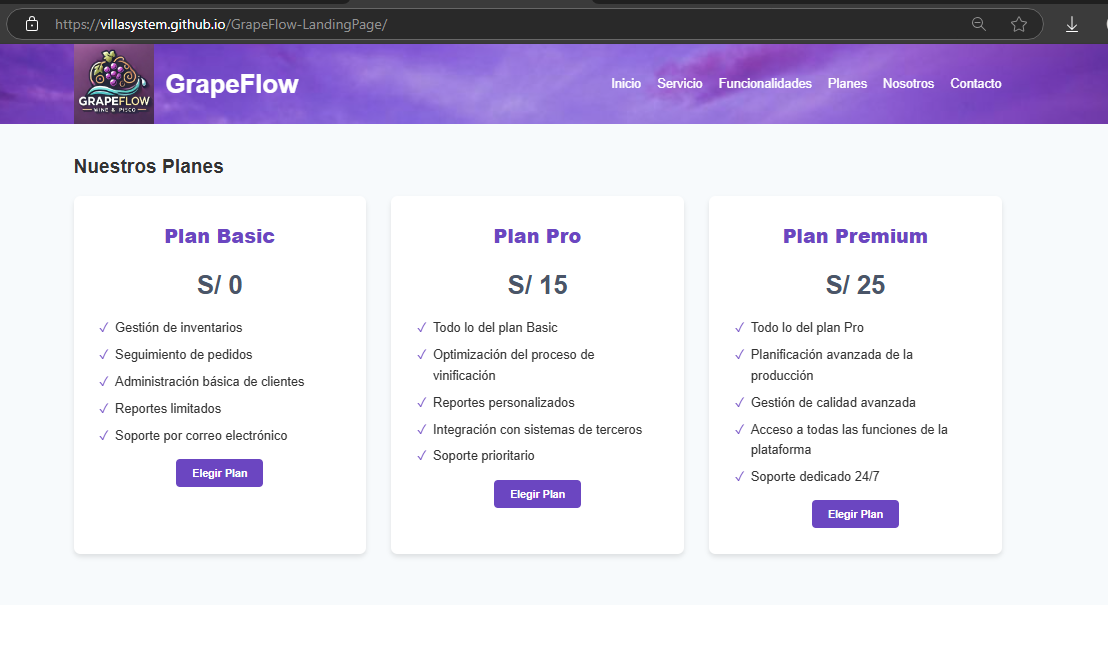 https://villasystem.github.io/GrapeFlow-LandingPage/
GRAPEFLOW
WINE & PISCO
GrapeFlow
Inicio Servicio Funcionalidades Planes Nosotros Contacto
Nuestros Planes
Plan Basic
S/ 0
✓ Gestión de inventarios
✓ Seguimiento de pedidos
✓ Administración básica de clientes
✓ Reportes limitados
✓ Soporte por correo electrónico
Elegir Plan
Plan Pro
S/ 15
✓ Todo lo del plan Basic
✓ Optimización del proceso de
vinificación
✓ Reportes personalizados
✓ Integración con sistemas de terceros
✓ Soporte prioritario
Elegir Plan
Plan Premium
S/ 25
✓ Todo lo del plan Pro
✓ Planificación avanzada de la
producción
✓ Gestión de calidad avanzada
✓ Acceso a todas las funciones de la
plataforma
✓ Soporte dedicado 24/7
Elegir Plan